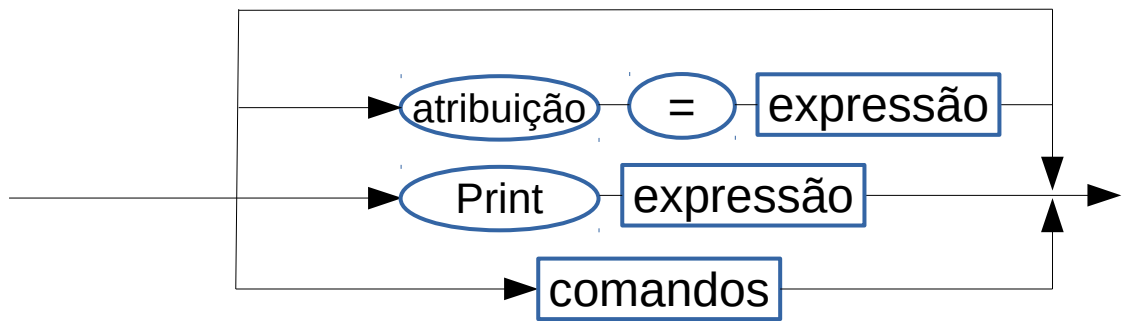 atribuição = expressão
Print expressão
comandos